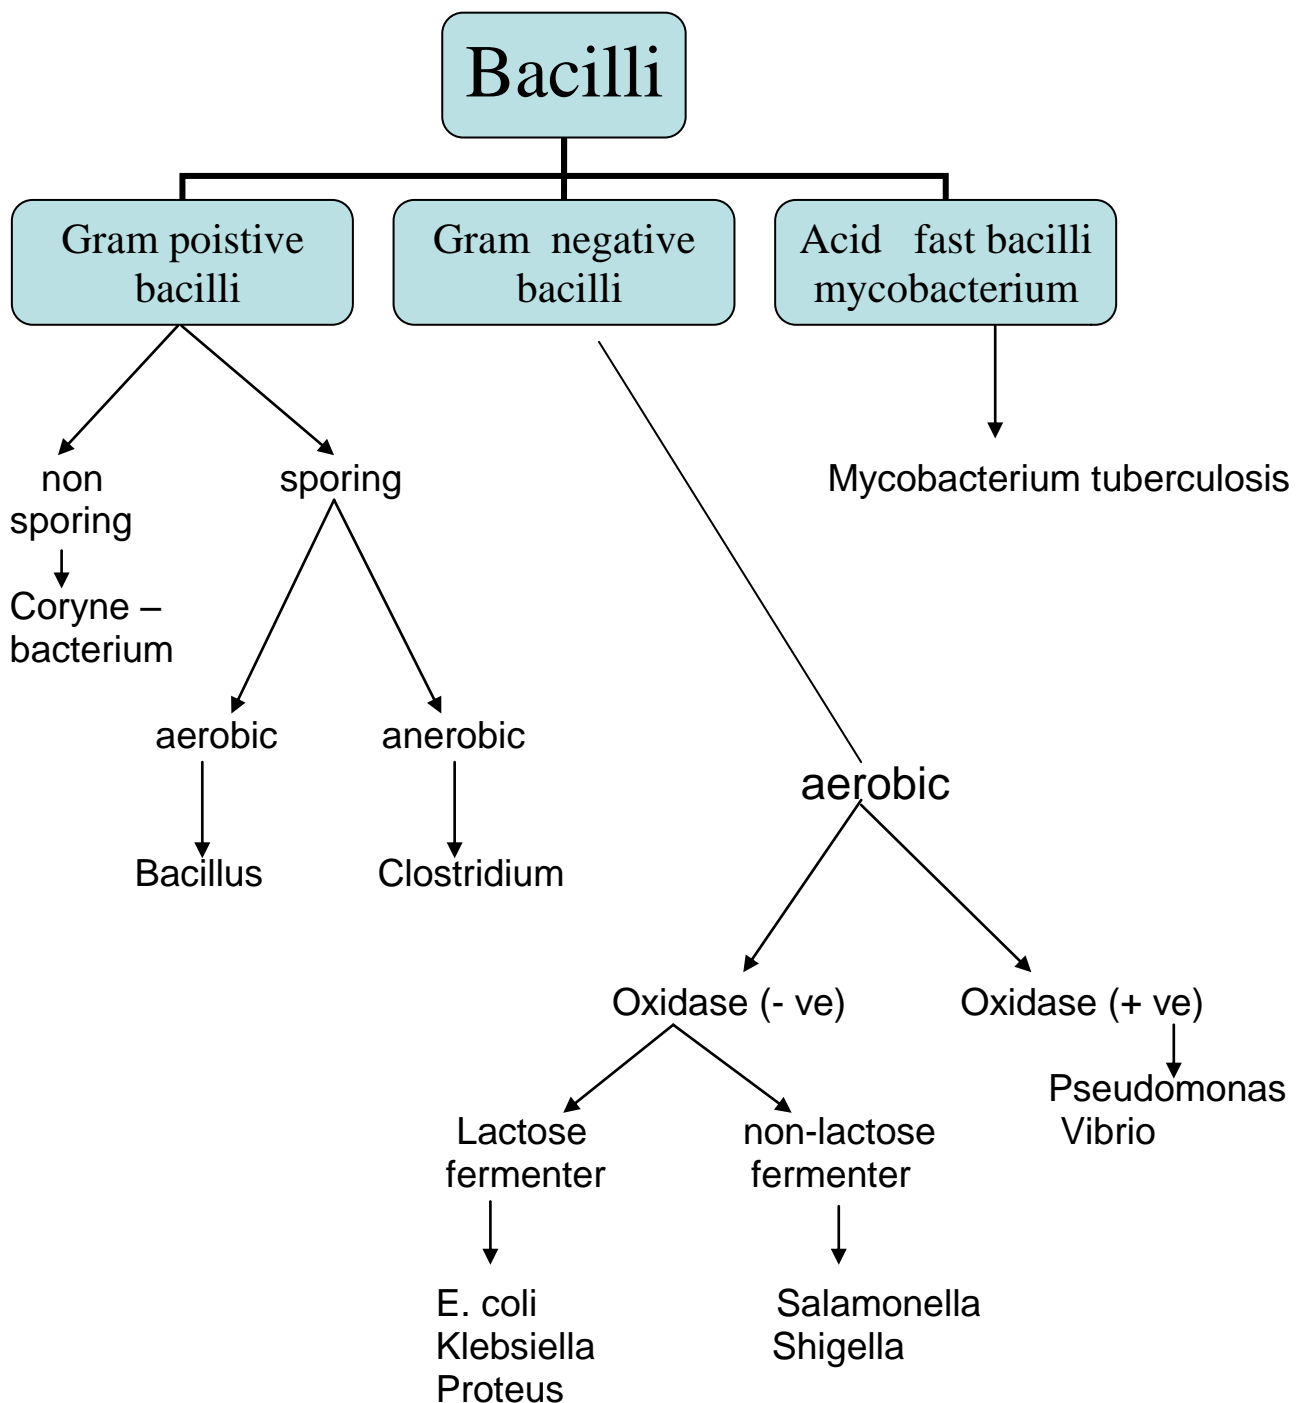 Bacilli
Gram poistive
bacilli
Gram negative
bacilli
Acid fast bacilli
mycobacterium
non
sporing
sporing
Mycobacterium tuberculosis
Coryne –
bacterium
aerobic
anerobic
aerobic
Bacillus
Clostridium
Oxidase (- ve)
Oxidase (+ ve)
Pseudomonas
Vibrio
Lactose
fermenter
non-lactose
fermenter
E. coli
Klebsiella
Proteus
Salamonella
Shigella